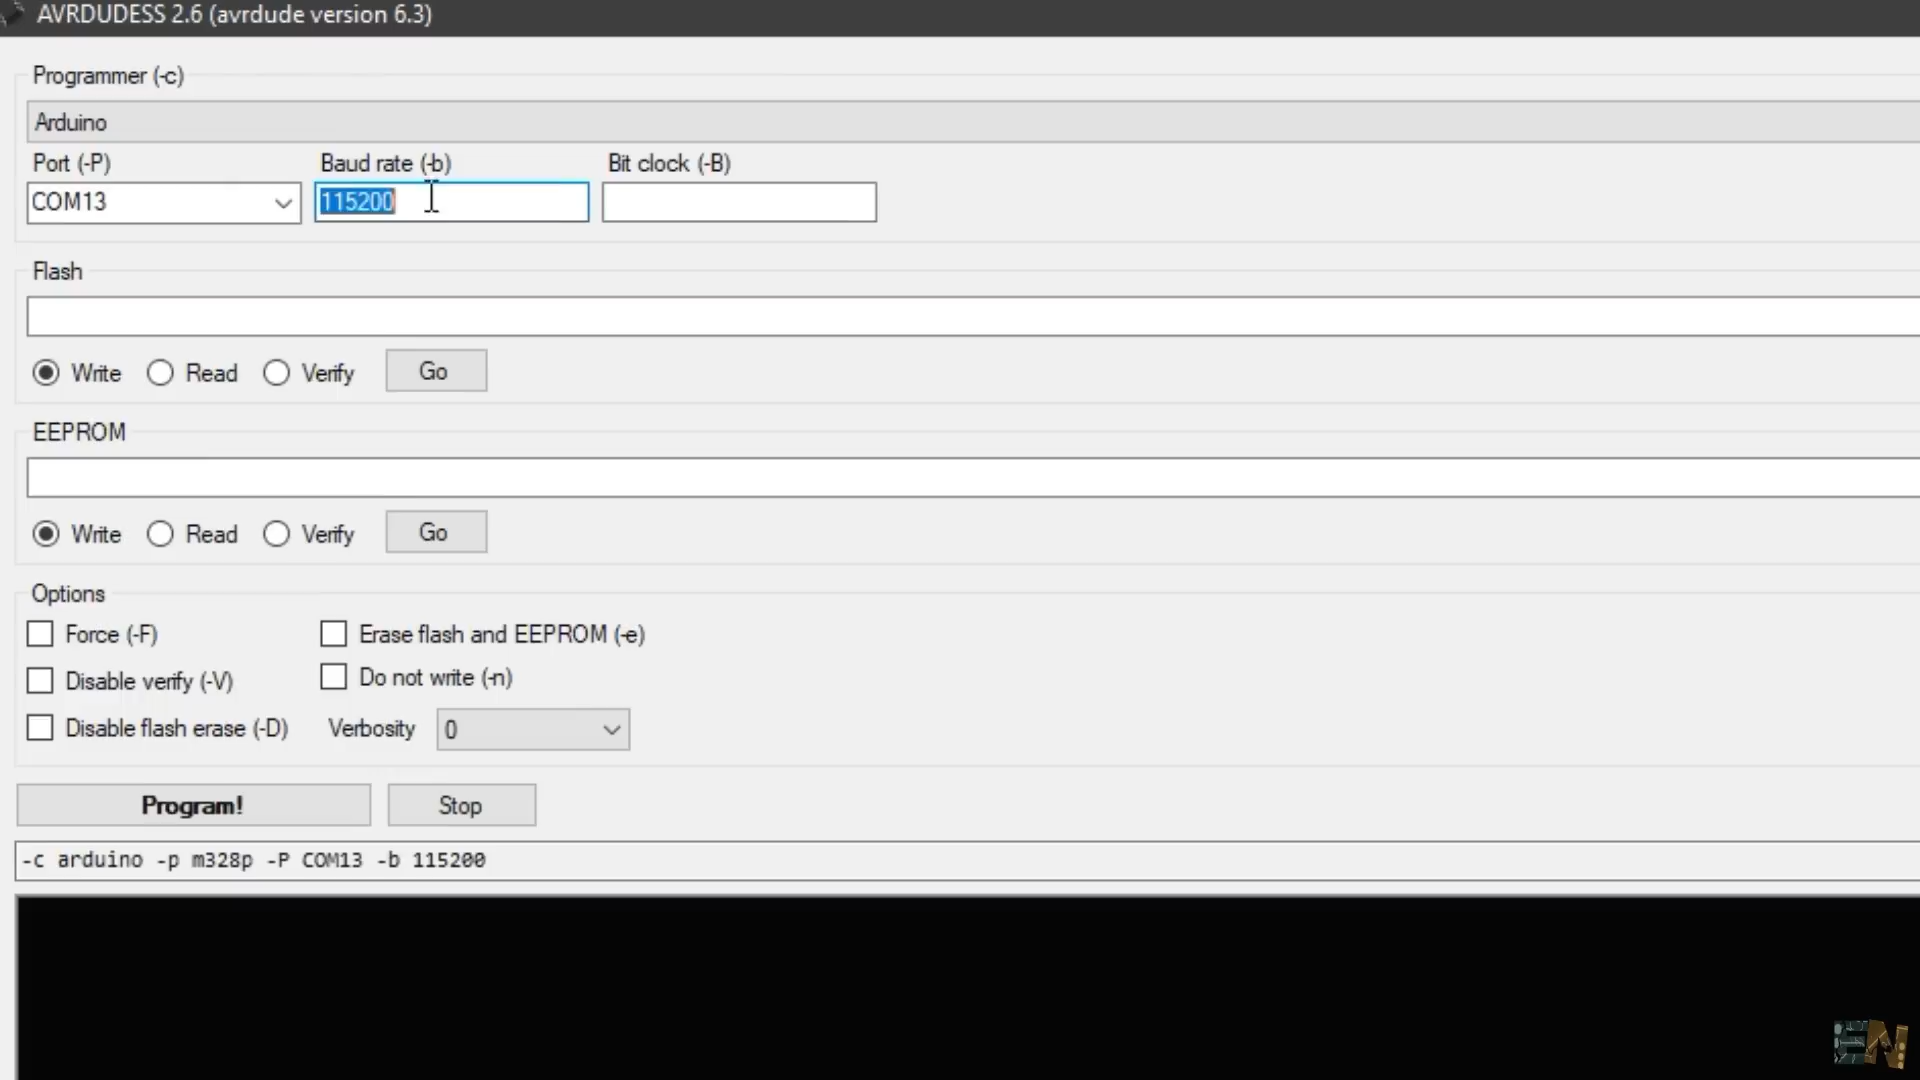 AVRDUDESS 2.6 (avrdude version 6.3)
Programmer (-c)
Arduino
Port (-P) Baud rate (-b) Bit clock (-B)
COM13 115200
Flash
Write Read Verify Go
EEPROM
Write Read Verify Go
Options
Force (-F) Erase flash and EEPROM (-e)
Disable verify (-V) Do not write (-n)
Disable flash erase (-D) Verbosity 0
Program! Stop
-c arduino -p m328p -P COM13 -b 115200
EN